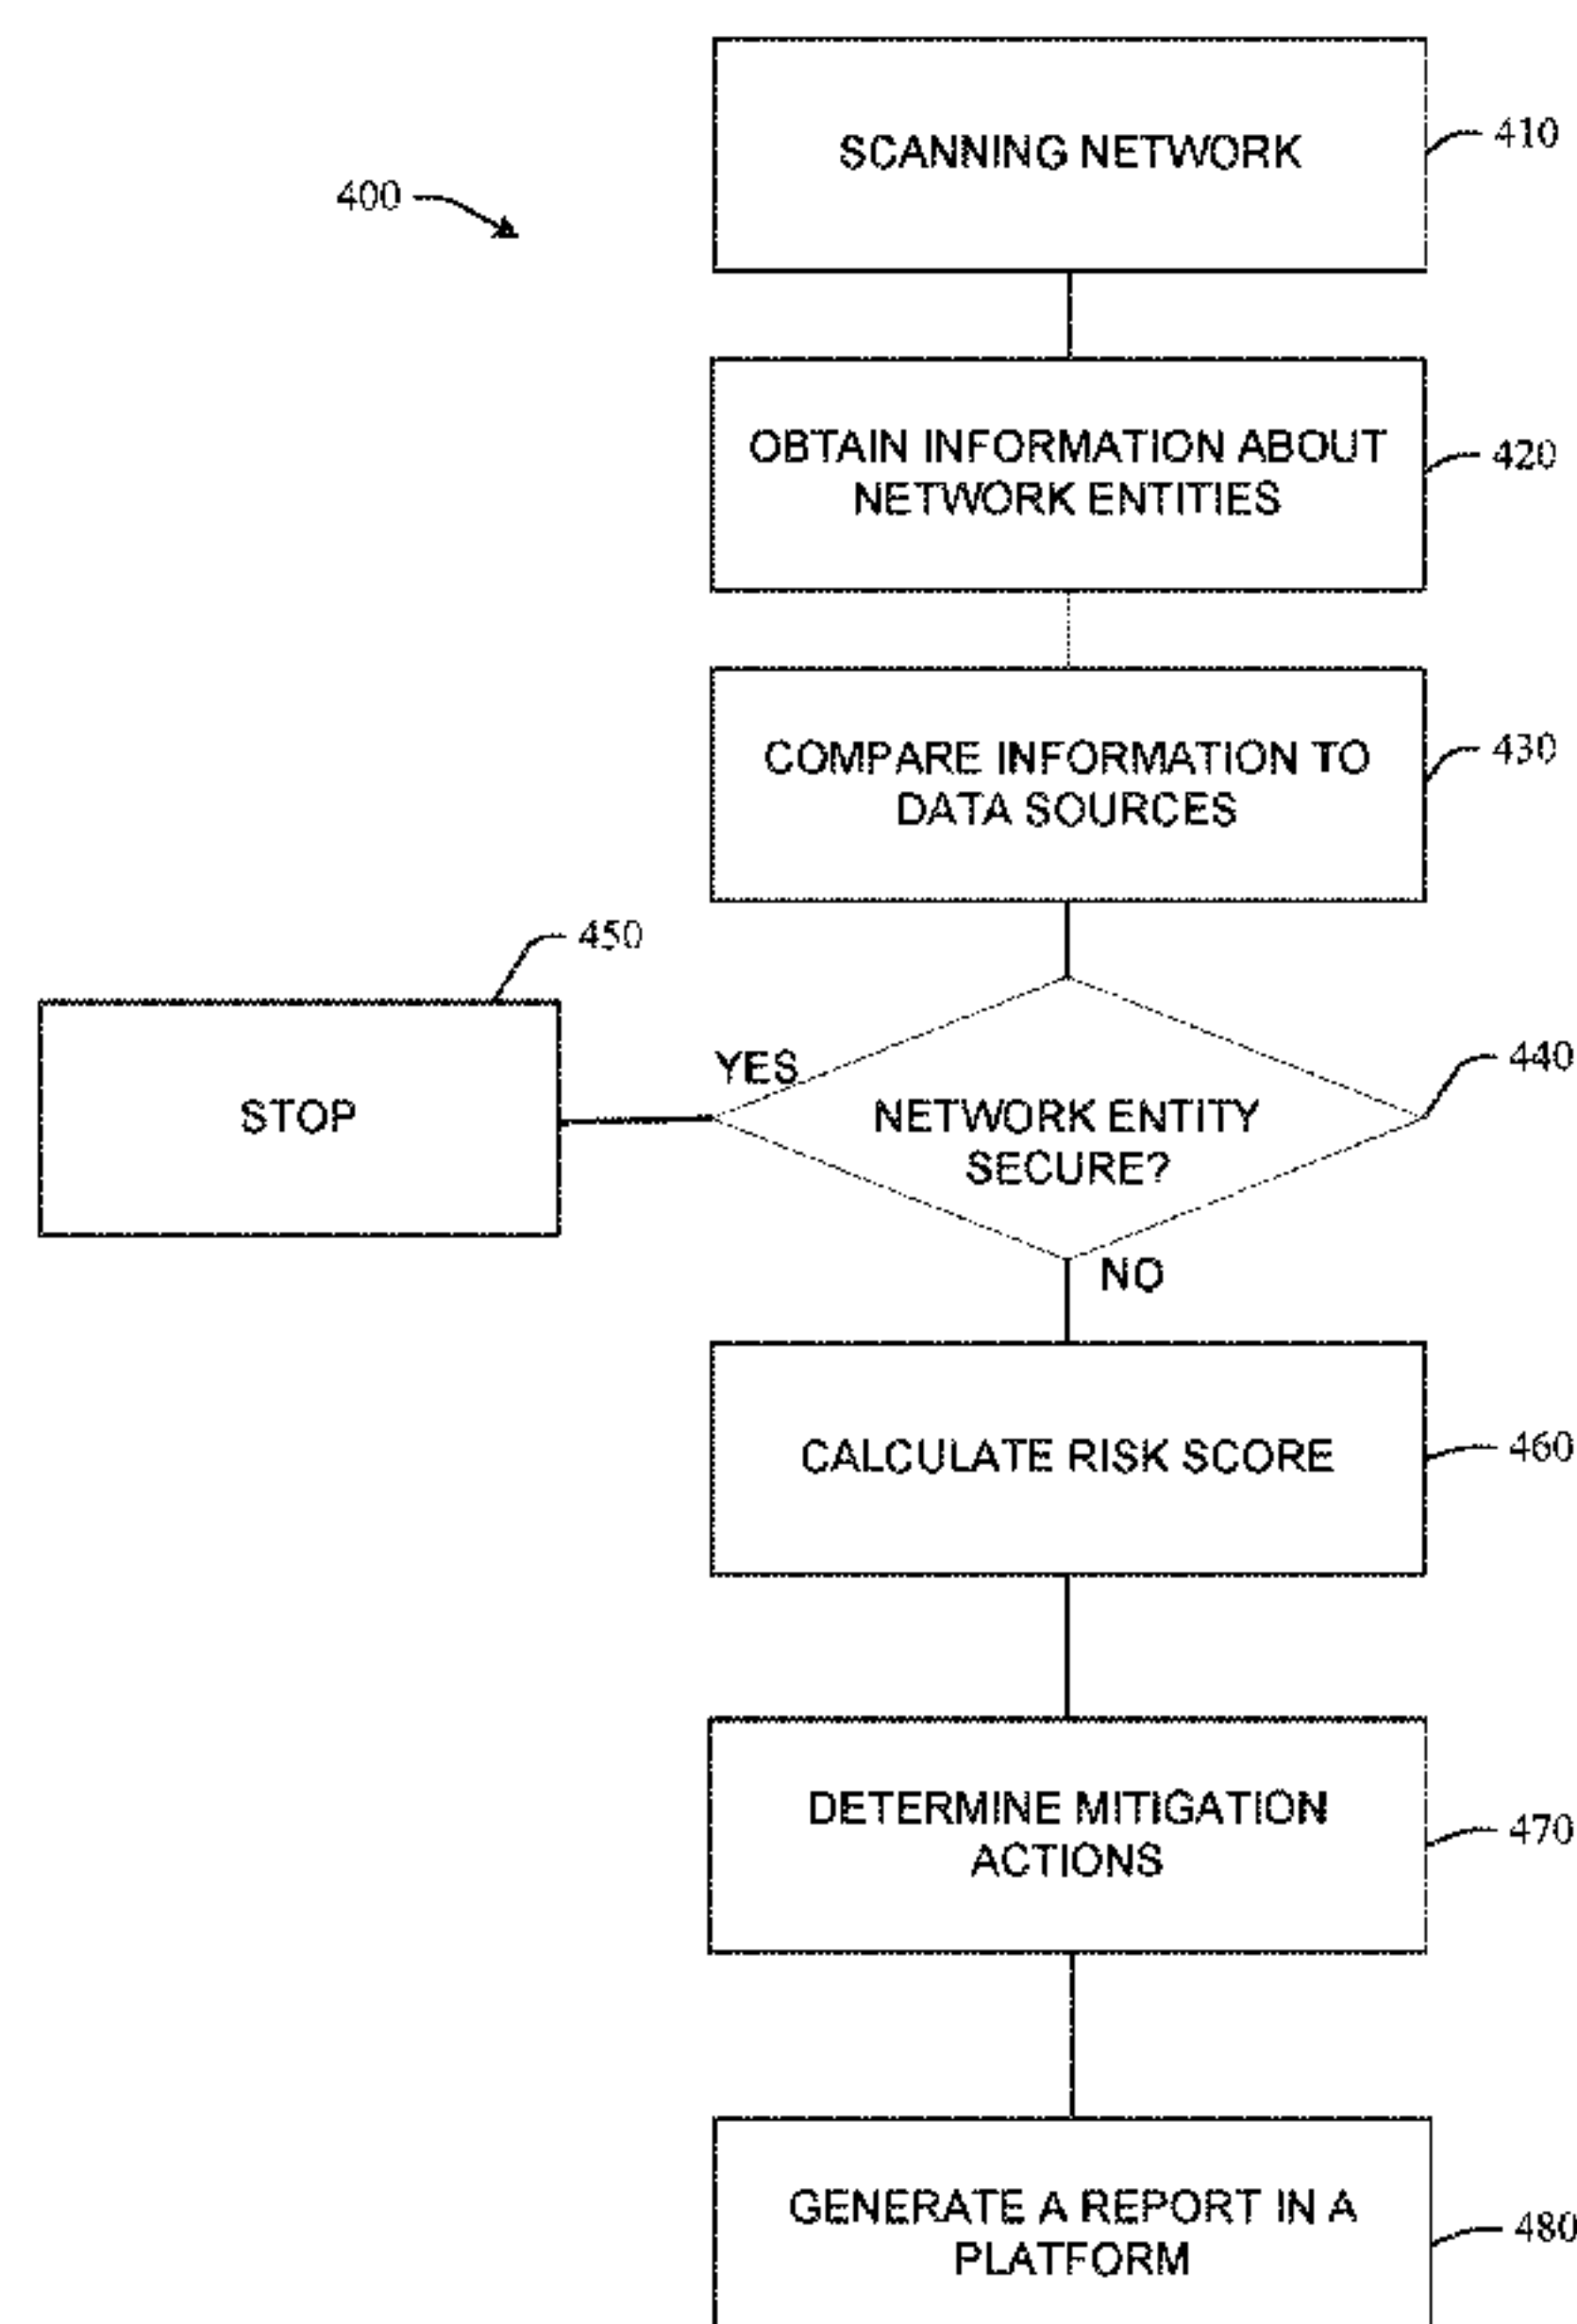 SCANNING NETWORK
410
400
OBTAIN INFORMATION ABOUT
NETWORK ENTITIES
420
COMPARE INFORMATION TO
DATA SOURCES
430
450
STOP
YES
NETWORK ENTITY
SECURE?
440
NO
CALCULATE RISK SCORE
460
DETERMINE MITIGATION
ACTIONS
470
GENERATE A REPORT IN A
PLATFORM
480